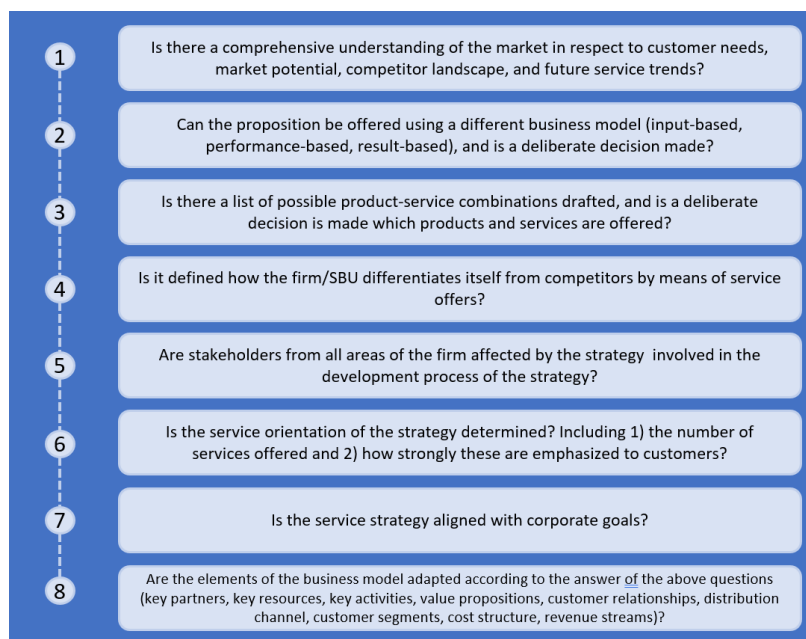 1
Is there a comprehensive understanding of the market in respect to customer needs,
market potential, competitor landscape, and future service trends?
2
Can the proposition be offered using a different business model (input-based,
performance-based, result-based), and is a deliberate decision made?
3
Is there a list of possible product-service combinations drafted, and is a deliberate
decision is made which products and services are offered?
4
Is it defined how the firm/SBU differentiates itself from competitors by means of service
offers?
5
Are stakeholders from all areas of the firm affected by the strategy  involved in the
development process of the strategy?
6
Is the service orientation of the strategy determined? Including 1) the number of
services offered and 2) how strongly these are emphasized to customers?
7
Is the service strategy aligned with corporate goals?
8
Are the elements of the business model adapted according to the answer of the above questions
(key partners, key resources, key activities, value propositions, customer relationships, distribution
channel, customer segments, cost structure, revenue streams)?